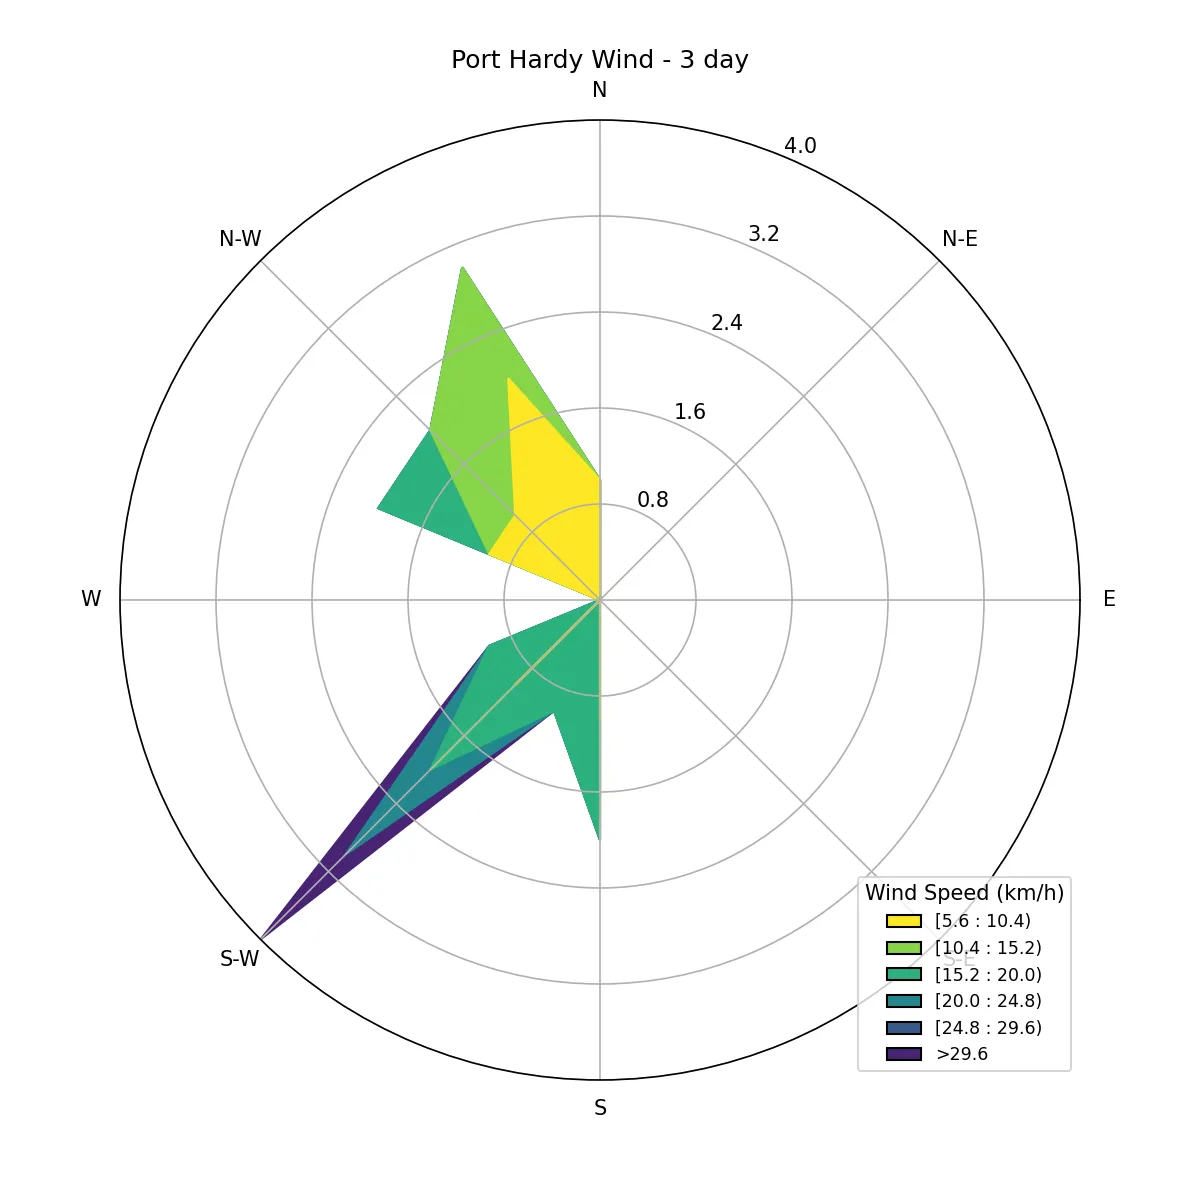 Port Hardy Wind - 3 day
N
4.0
N-W
3.2
N-E
2.4
1.6
0.8
W
E
S-W
S-E
S
Wind Speed (km/h)
[5.6 : 10.4)
[10.4 : 15.2)
[15.2 : 20.0)
[20.0 : 24.8)
[24.8 : 29.6)
>29.6